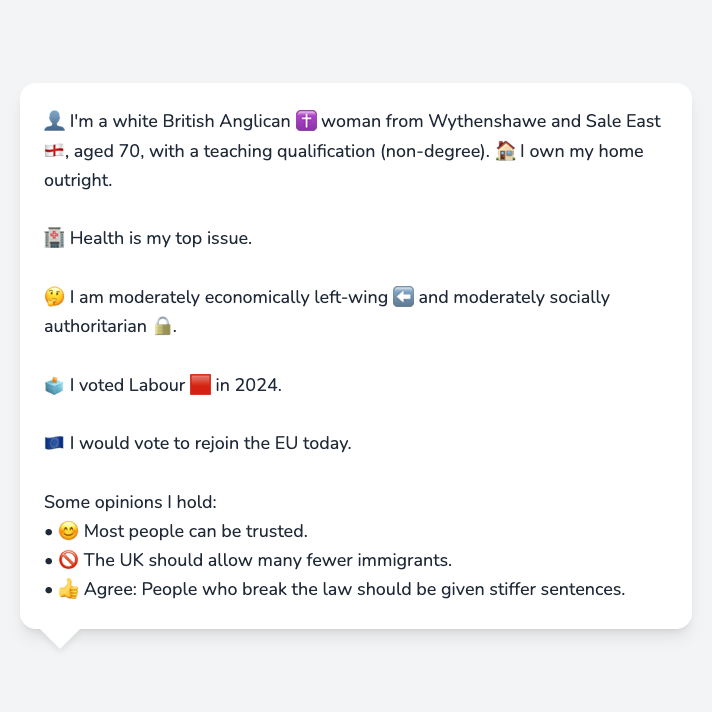 👤 I'm a white British Anglican ✝️ woman from Wythenshawe and Sale East
🏴󠁧󠁢󠁥󠁮󠁧󠁿, aged 70, with a teaching qualification (non-degree). 🏠 I own my home
outright.
🏥 Health is my top issue.
🤔 I am moderately economically left-wing ⬅️ and moderately socially
authoritarian 🔒.
🗳️ I voted Labour 🟥 in 2024.
🇪🇺 I would vote to rejoin the EU today.
Some opinions I hold:
• 😊 Most people can be trusted.
• 🚫 The UK should allow many fewer immigrants.
• 👍 Agree: People who break the law should be given stiffer sentences.